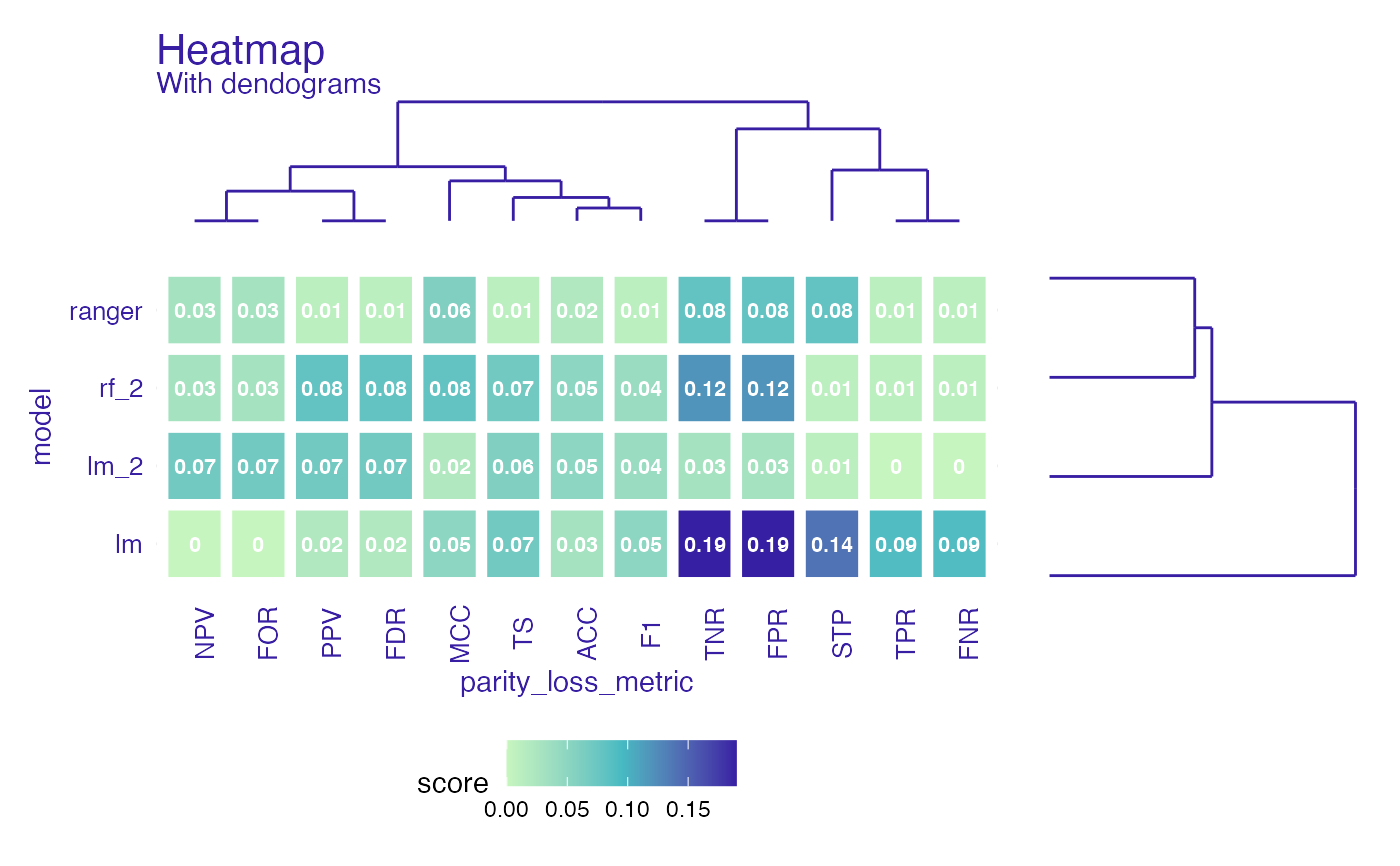 Heatmap
With dendograms
ranger 0.03 0.03 0.01 0.01 0.06 0.01 0.02 0.01 0.08 0.08 0.08 0.01 0.01
rf_2 0.03 0.03 0.08 0.08 0.08 0.07 0.05 0.04 0.12 0.12 0.01 0.01 0.01
model
lm_2 0.07 0.07 0.07 0.07 0.02 0.06 0.05 0.04 0.03 0.03 0.01 0 0
lm 0 0 0.02 0.02 0.05 0.07 0.03 0.05 0.19 0.19 0.14 0.09 0.09
NPV FOR PPV FDR MCC TS ACC F1 TNR FPR STP TPR FNR
parity_loss_metric
score
0.00 0.05 0.10 0.15